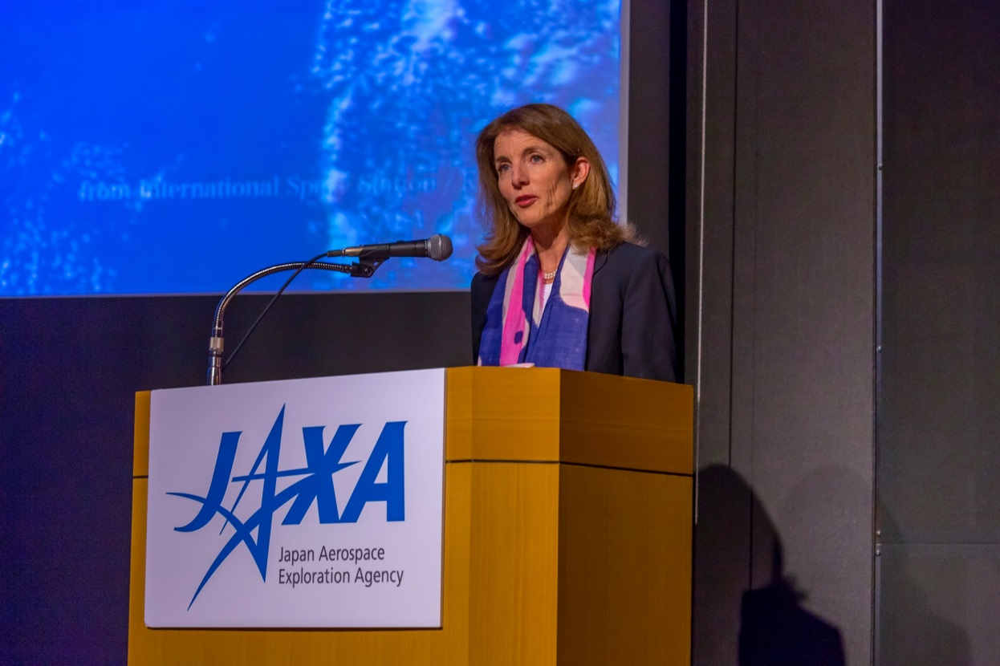 from International Space Station /
JAXA
Japan Aerospace
Exploration Agency